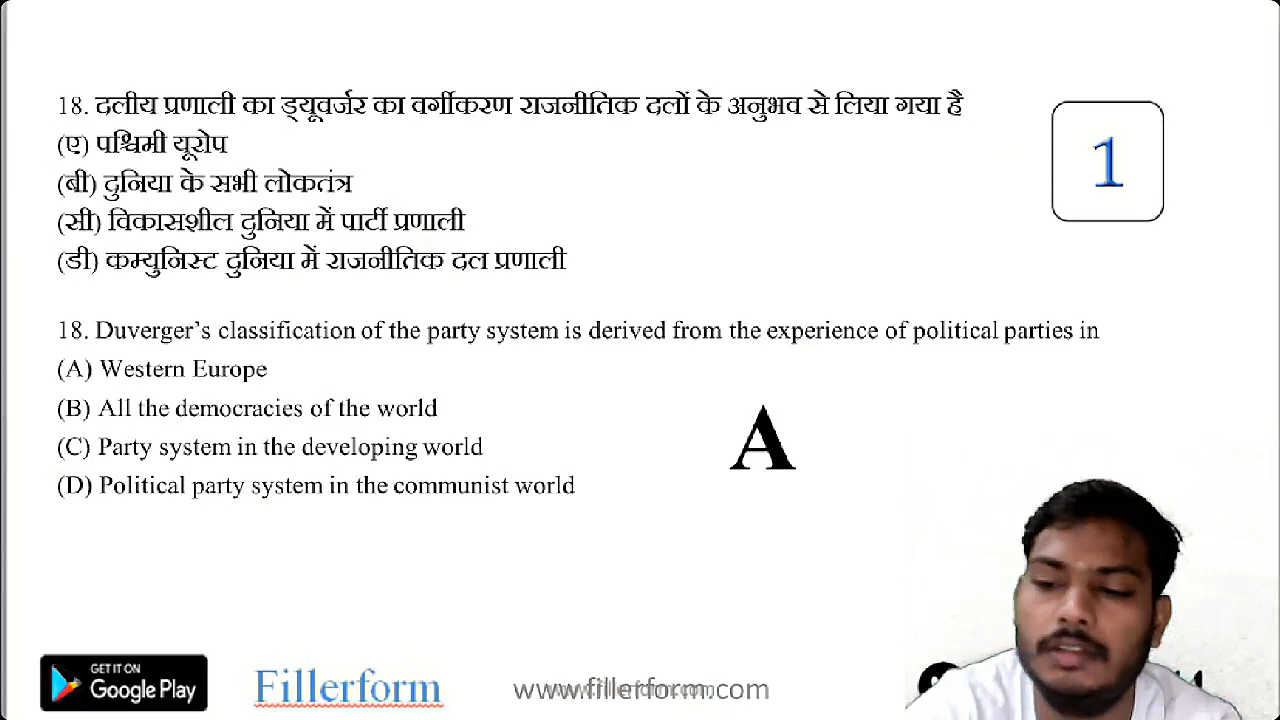 18. दलीय प्रणाली का ड्यूवर्जर का वर्गीकरण राजनीतिक दलों के अनुभव से लिया गया है
(ए) पश्चिमी यूरोप
(बी) दुनिया के सभी लोकतंत्र
(सी) विकासशील दुनिया में पार्टी प्रणाली
(डी) कम्युनिस्ट दुनिया में राजनीतिक दल प्रणाली
1
18. Duverger’s classification of the party system is derived from the experience of political parties in
(A) Western Europe
(B) All the democracies of the world
(C) Party system in the developing world
(D) Political party system in the communist world
A
GET IT ON
Google Play
Fillerform
www.fillerform.com